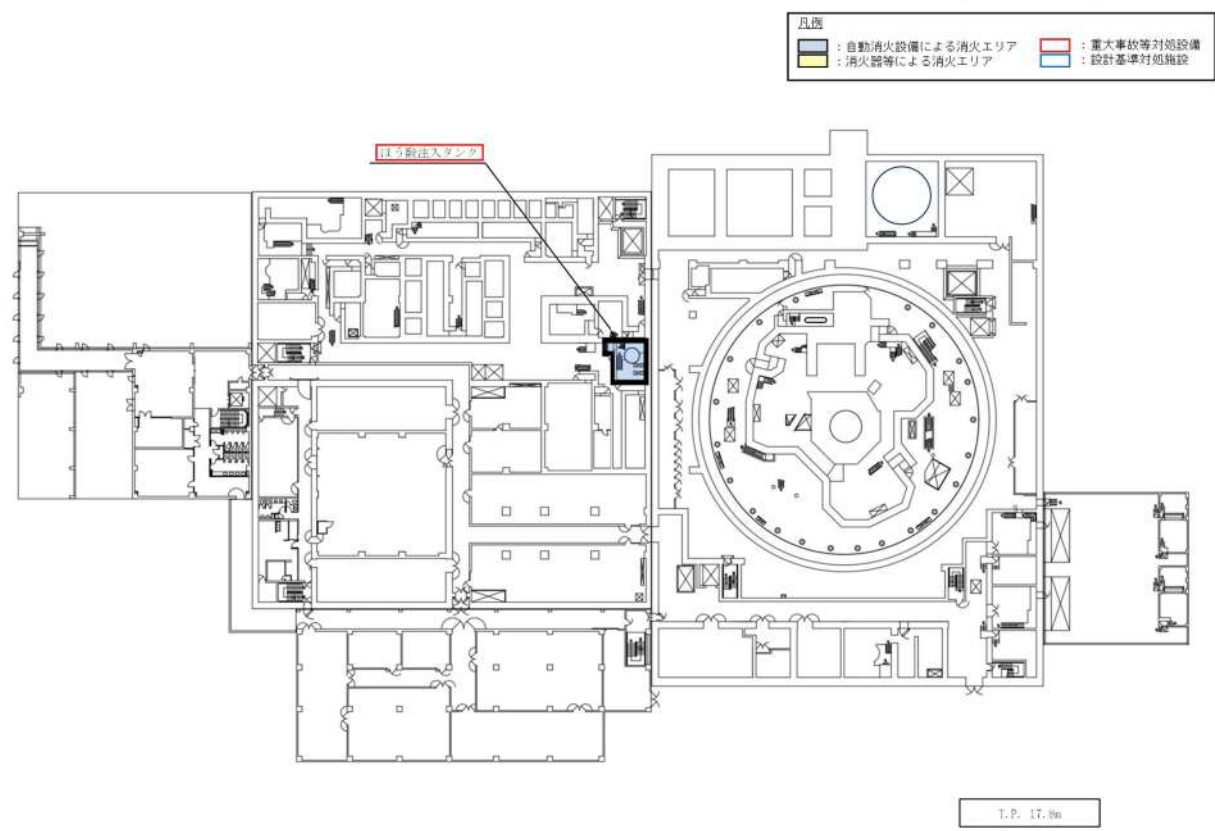 凡例
：自動消火設備による消火エリア
：消火器等による消火エリア
：重大事故等対処設備
：設計基準対処施設
ほう酸注入タンク
T.P. 17.8m